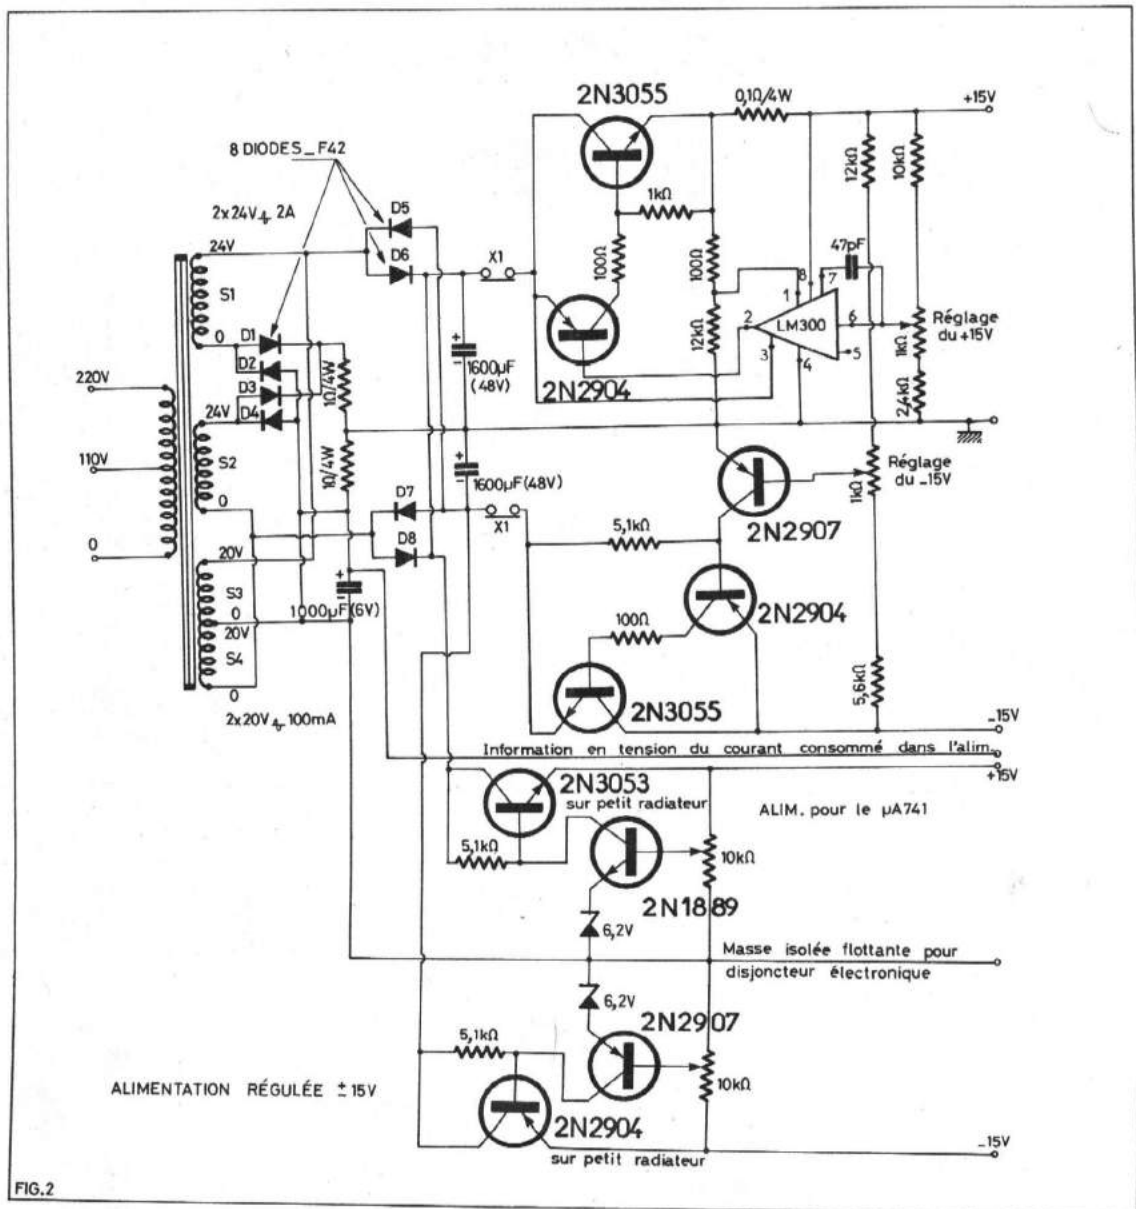 2N3055
0,1Ω/4W
+15V
8 DIODES_F42
12kΩ
10kΩ
1kΩ
2x24V 2A
D5
24V
D6
X1
100Ω
100Ω
47pF
8
7
S1
1
2
LM300
6
Réglage
du +15V
0
D1
D2
1600µF
(48V)
12kΩ
3
5
1kΩ
220V
D3
1Ω/4W
2N2904
4
2,4kΩ
24V
D4
110V
S2
1Ω/4W
1600µF(48V)
Réglage
du _15V
1kΩ
0
D7
X1
5,1kΩ
2N2907
0
D8
20V
S3
1000µF(6V)
2N2904
0
20V
100Ω
S4
5,6kΩ
0
2N3055
2x20V 100mA
_15V
Information en tension du courant consommé dans l'alim.
+15V
2N3053
sur petit radiateur
ALIM. pour le µA741
5,1kΩ
10kΩ
2N1889
6,2V
Masse isolée flottante pour
disjoncteur électronique
6,2V
2N2907
5,1kΩ
10kΩ
ALIMENTATION RÉGULÉE ±15V
2N2904
sur petit radiateur
_15V
FIG.2